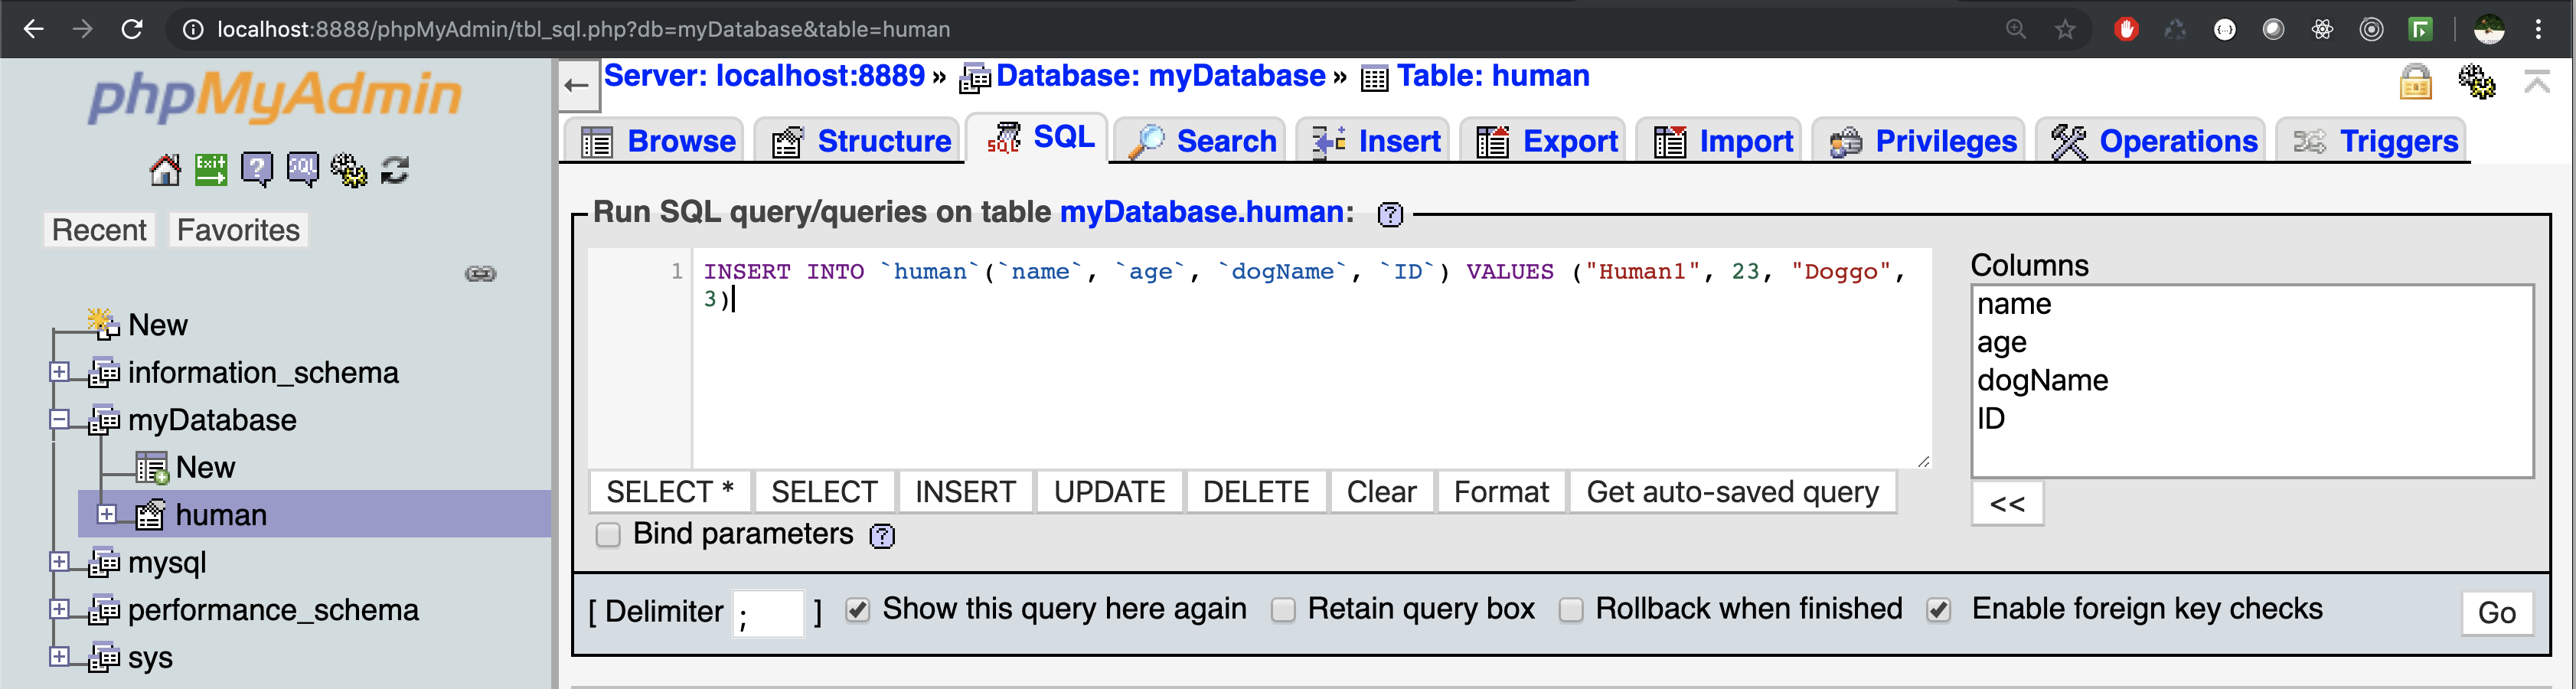 localhost:8888/phpMyAdmin/tbl_sql.php?db=myDatabase&table=human
phpMyAdmin
Exit
?
SQL
Recent
Favorites
New
information_schema
myDatabase
New
human
mysql
performance_schema
sys
Server: localhost:8889 » Database: myDatabase » Table: human
Browse
Structure
SQL
Search
Insert
Export
Import
Privileges
Operations
Triggers
Run SQL query/queries on table myDatabase.human: ?
1 INSERT INTO `human`(`name`, `age`, `dogName`, `ID`) VALUES ("Human1", 23, "Doggo",
3)
Columns
name
age
dogName
ID
<<
SELECT *
SELECT
INSERT
UPDATE
DELETE
Clear
Format
Get auto-saved query
Bind parameters ?
[ Delimiter ; ] Show this query here again Retain query box Rollback when finished Enable foreign key checks
Go